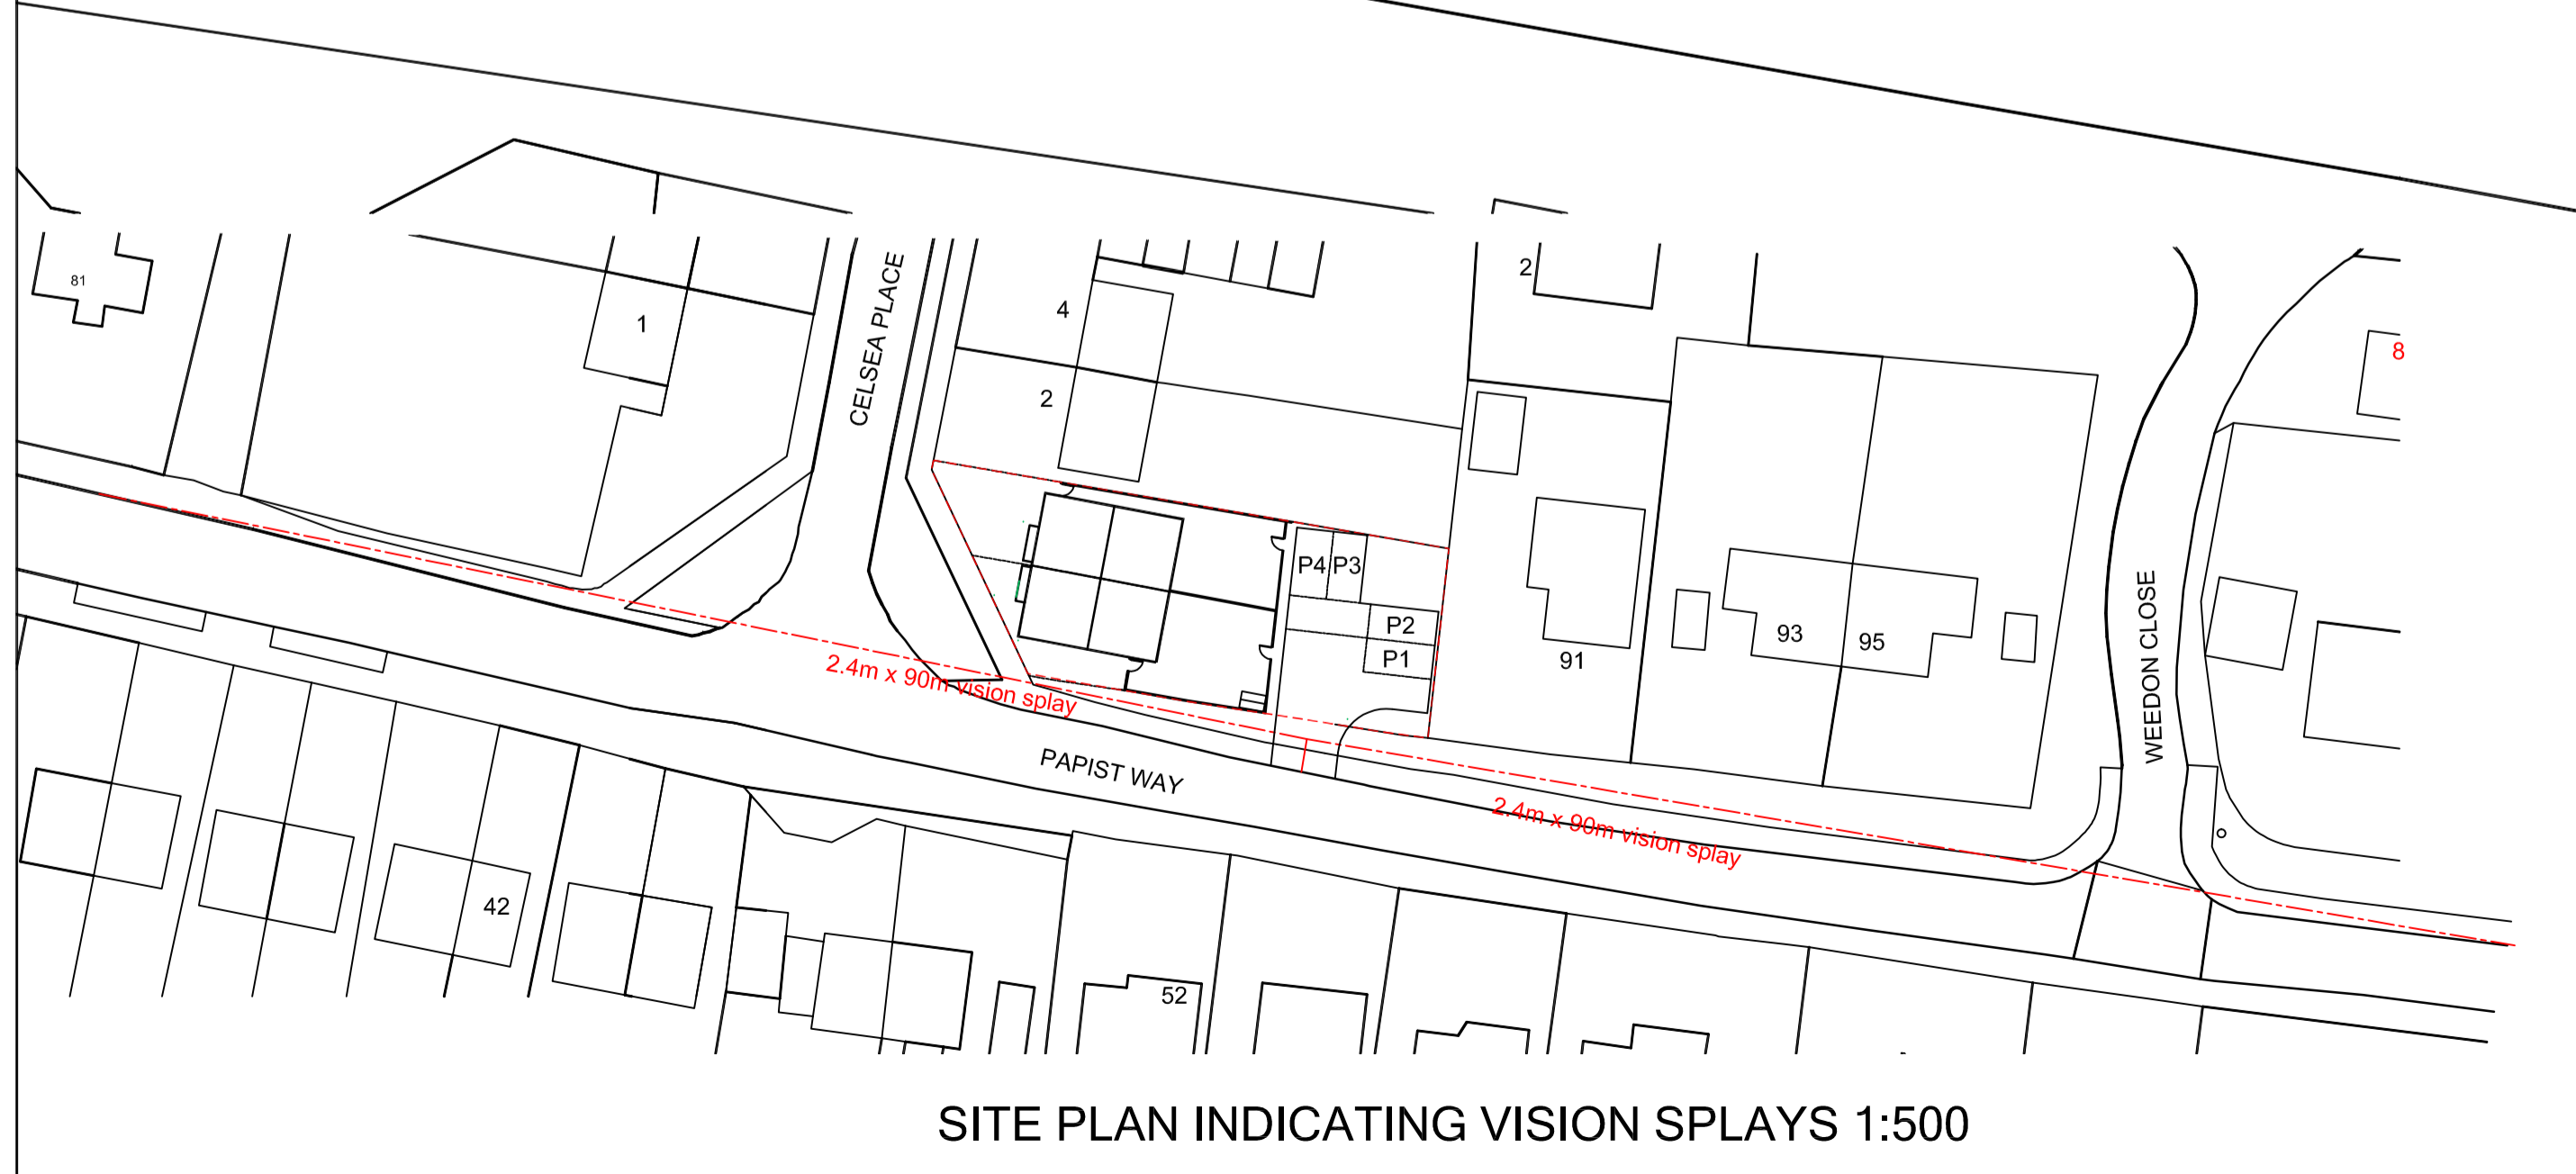 81
1
CELSEA PLACE
4
2
2
8
P4
P3
P2
P1
91
93
95
WEEDON CLOSE
2.4m x 90m vision splay
PAPIST WAY
2.4m x 90m vision splay
42
52
SITE PLAN INDICATING VISION SPLAYS 1:500